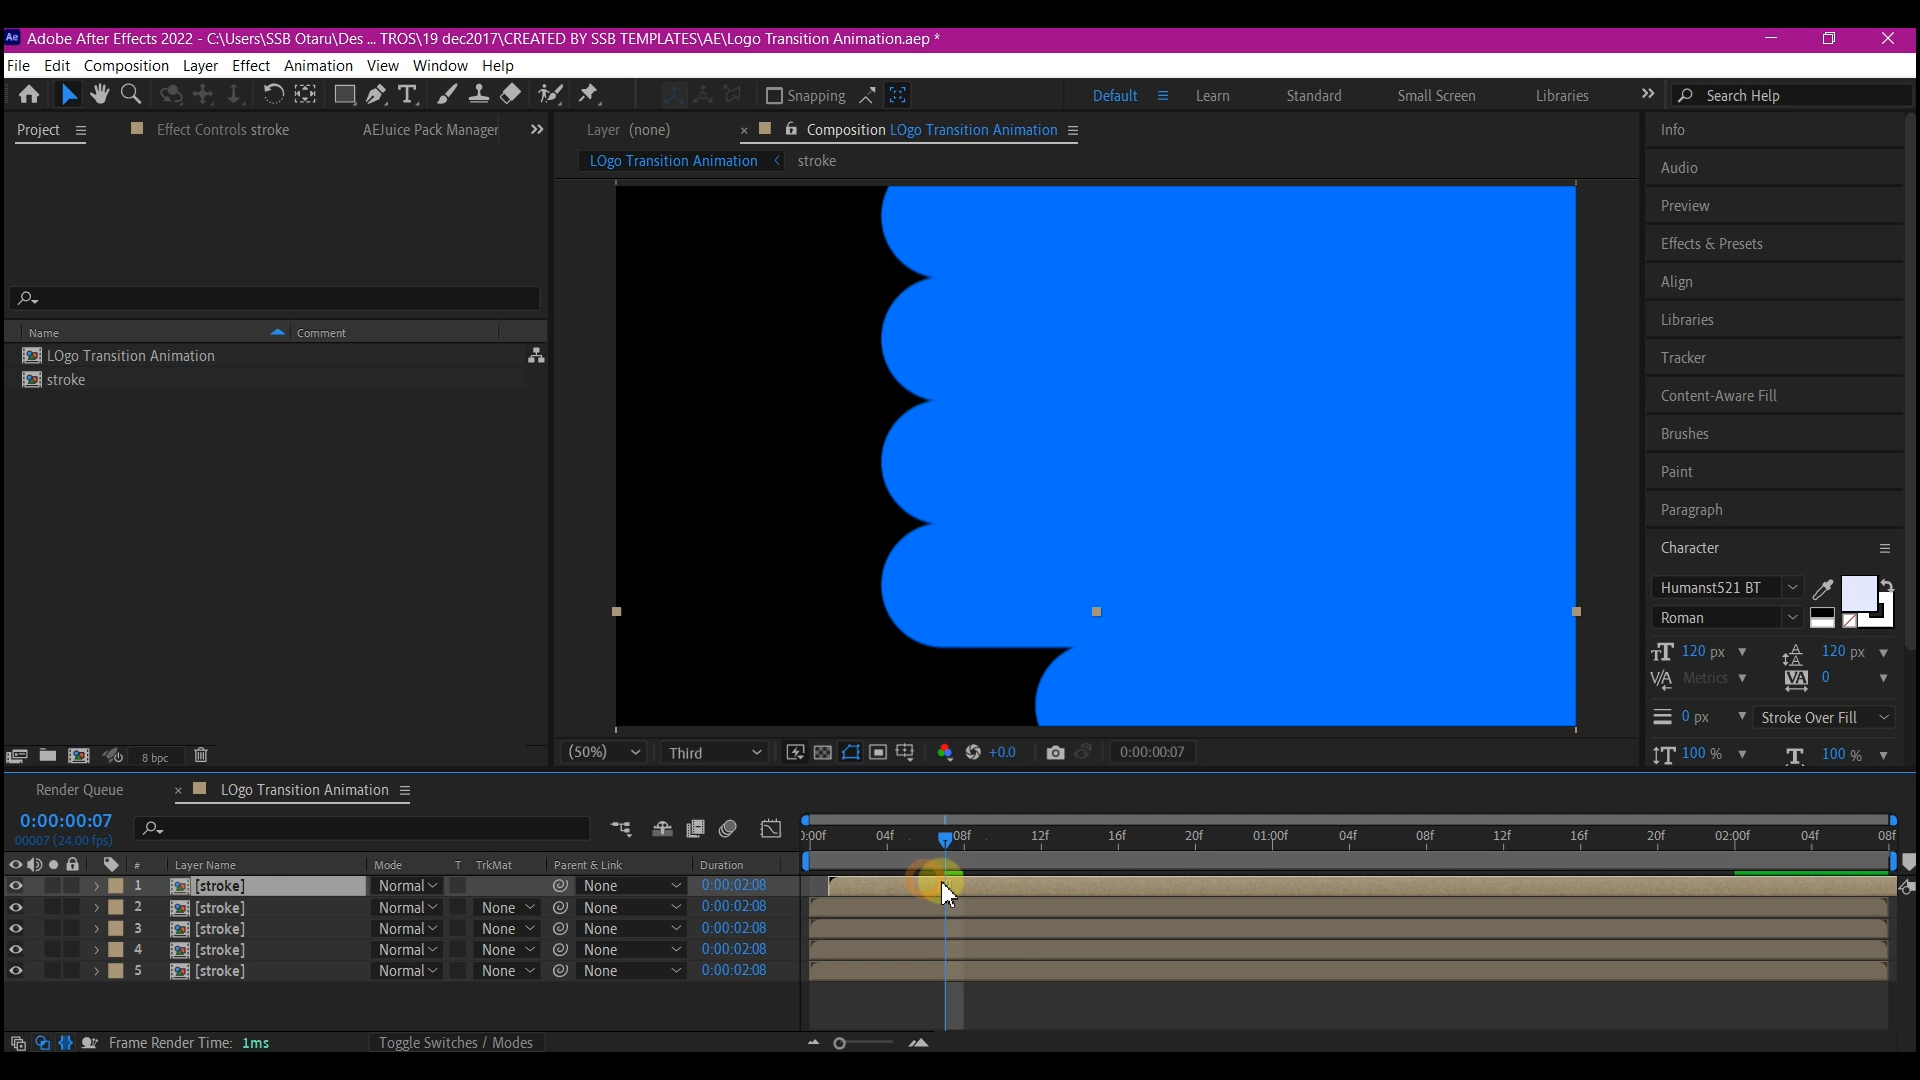 Ae Adobe After Effects 2022 - C:\Users\SSB Otaru\Des ... TROS\19 dec2017\CREATED BY SSB TEMPLATES\AE\Logo Transition Animation.aep *
File Edit Composition Layer Effect Animation View Window Help
Snapping Default Learn Standard Small Screen Libraries Search Help
Project Effect Controls stroke AEJuice Pack Manager Layer (none) × Composition LOgo Transition Animation Info
LOgo Transition Animation < stroke
Audio
Preview
Effects & Presets
Align
Libraries
Tracker
Content-Aware Fill
Brushes
Paint
Paragraph
Character
Name Comment
LOgo Transition Animation
stroke
Humanst521 BT
Roman
120 px 120 px
Metrics 0
0 px Stroke Over Fill
100 % 100 %
8 bpc (50%) Third +0.0 0:00:00:07
Render Queue × LOgo Transition Animation
0:00:00:07
00007 (24.00 fps)
):00f 04f 08f 12f 16f 20f 01:00f 04f 08f 12f 16f 20f 02:00f 04f 08f
# Layer Name Mode T TrkMat Parent & Link Duration
1 [stroke] Normal None 0:00:02:08
2 [stroke] Normal None None 0:00:02:08
3 [stroke] Normal None None 0:00:02:08
4 [stroke] Normal None None 0:00:02:08
5 [stroke] Normal None None 0:00:02:08
Frame Render Time: 1ms Toggle Switches / Modes